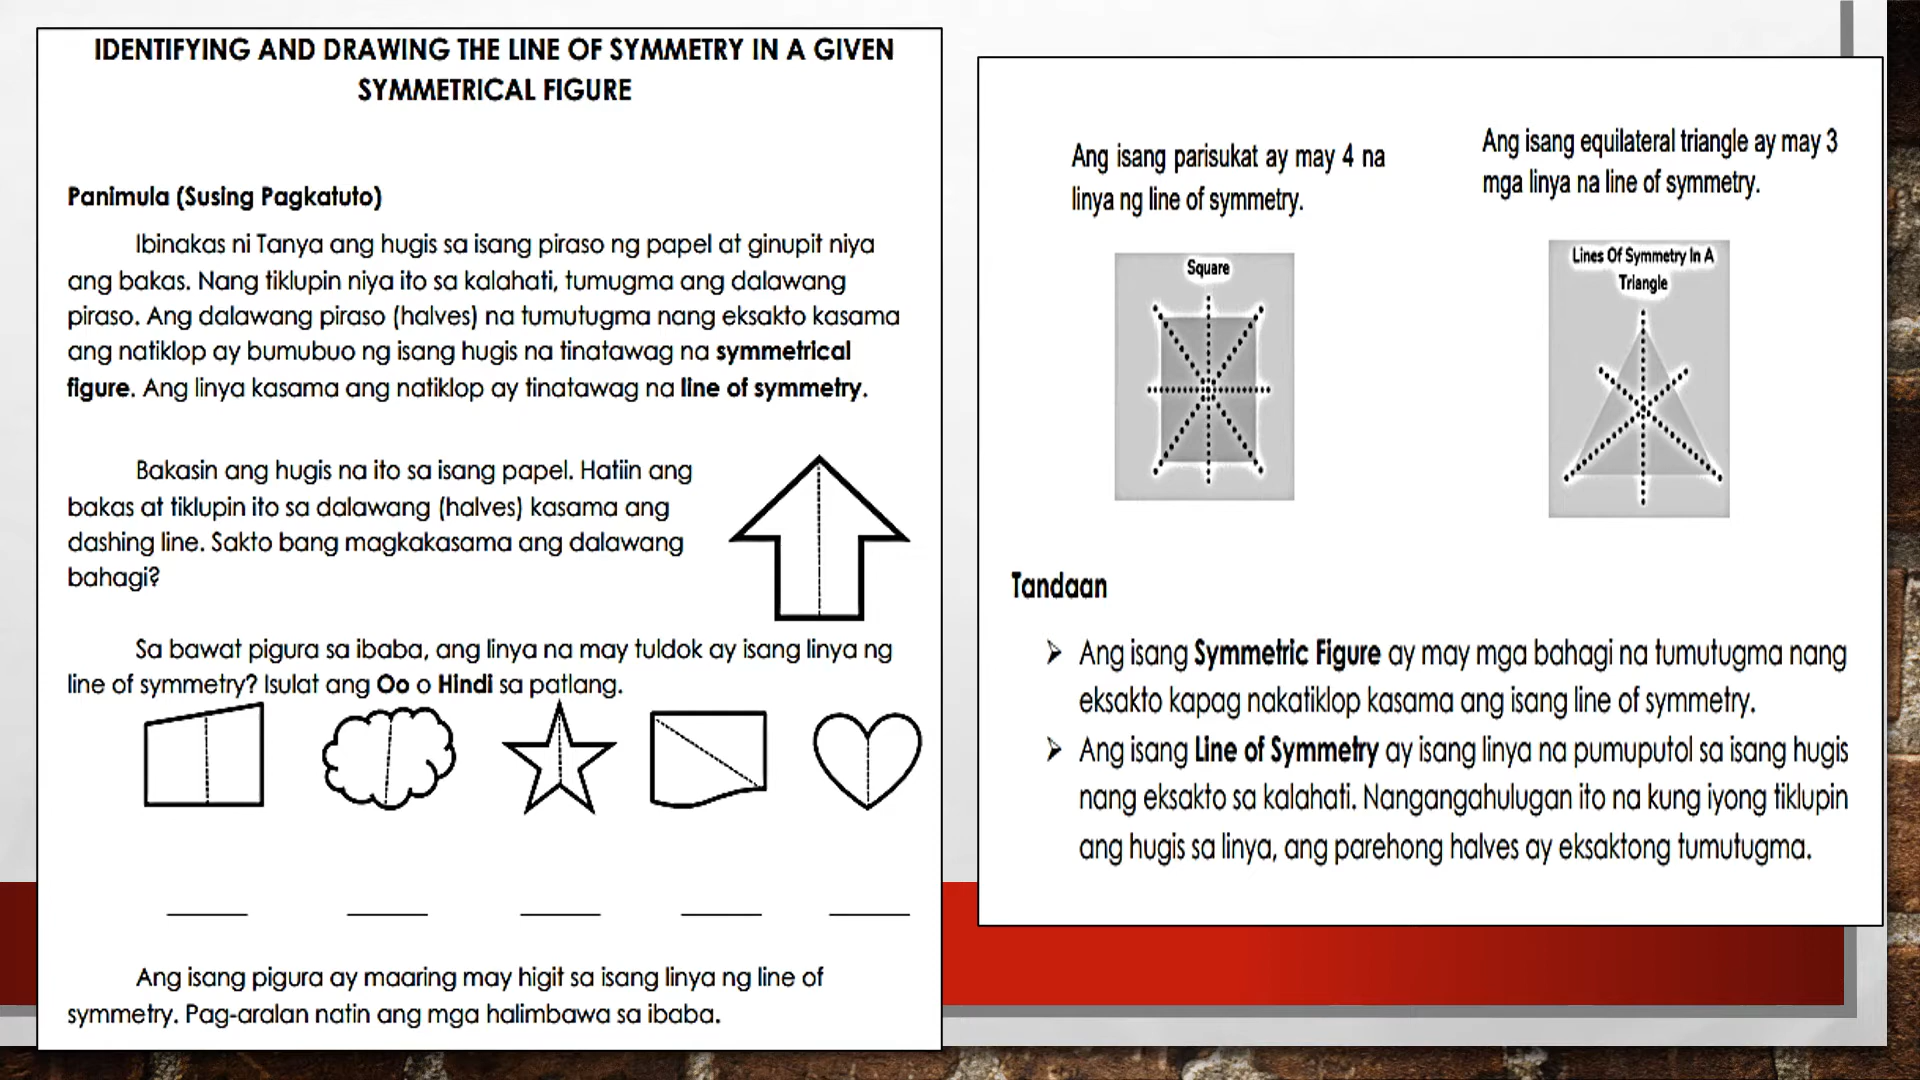 IDENTIFYING AND DRAWING THE LINE OF SYMMETRY IN A GIVEN
SYMMETRICAL FIGURE
Panimula (Susing Pagkatuto)
Ibinakas ni Tanya ang hugis sa isang piraso ng papel at ginupit niya
ang bakas. Nang tiklupin niya ito sa kalahati, tumugma ang dalawang
piraso. Ang dalawang piraso (halves) na tumutugma nang eksakto kasama
ang natiklop ay bumubuo ng isang hugis na tinatawag na symmetrical
figure. Ang linya kasama ang natiklop ay tinatawag na line of symmetry.
Bakasin ang hugis na ito sa isang papel. Hatiin ang
bakas at tiklupin ito sa dalawang (halves) kasama ang
dashing line. Sakto bang magkakasama ang dalawang
bahagi?
Sa bawat pigura sa ibaba, ang linya na may tuldok ay isang linya ng
line of symmetry? Isulat ang Oo o Hindi sa patlang.
Ang isang pigura ay maaring may higit sa isang linya ng line of
symmetry. Pag-aralan natin ang mga halimbawa sa ibaba.
Ang isang parisukat ay may 4 na
linya ng line of symmetry.
Square
Ang isang equilateral triangle ay may 3
mga linya na line of symmetry.
Lines Of Symmetry In A
Triangle
Tandaan
Ang isang Symmetric Figure ay may mga bahagi na tumutugma nang
eksakto kapag nakatiklop kasama ang isang line of symmetry.
Ang isang Line of Symmetry ay isang linya na pumuputol sa isang hugis
nang eksakto sa kalahati. Nangangahulugan ito na kung iyong tiklupin
ang hugis sa linya, ang parehong halves ay eksaktong tumutugma.